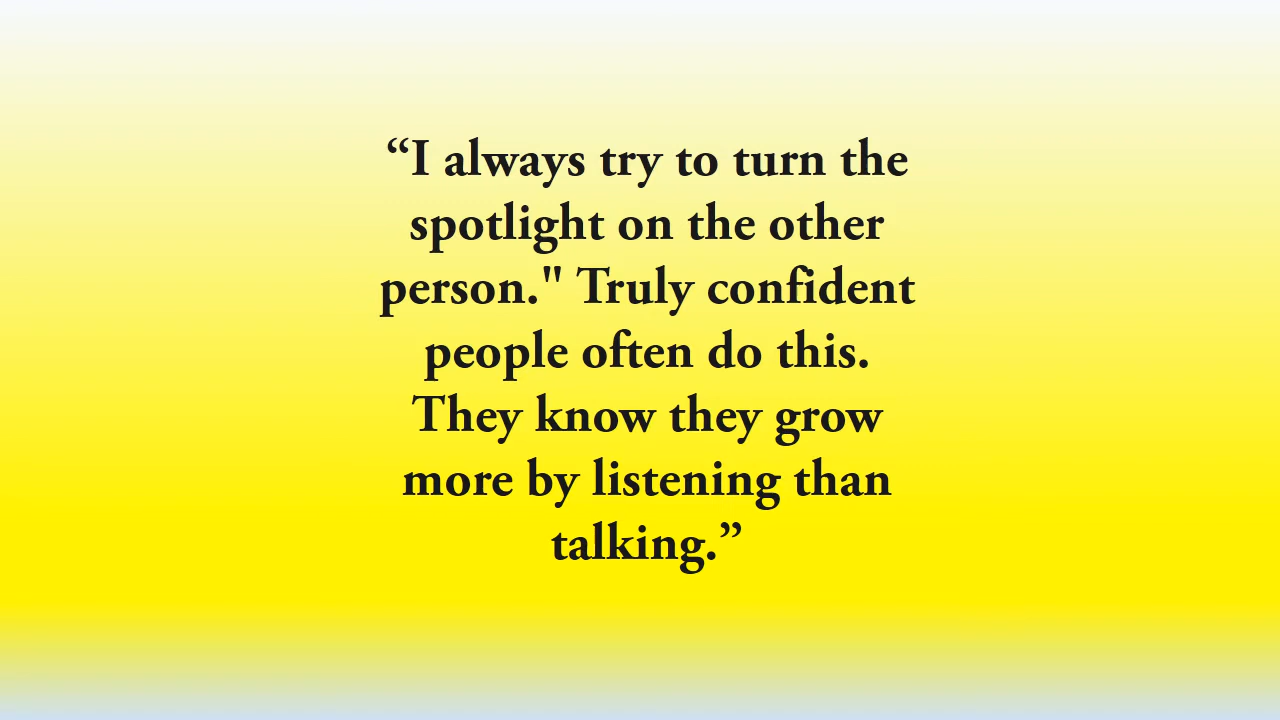 “I always try to turn the
spotlight on the other
person." Truly confident
people often do this.
They know they grow
more by listening than
talking.”